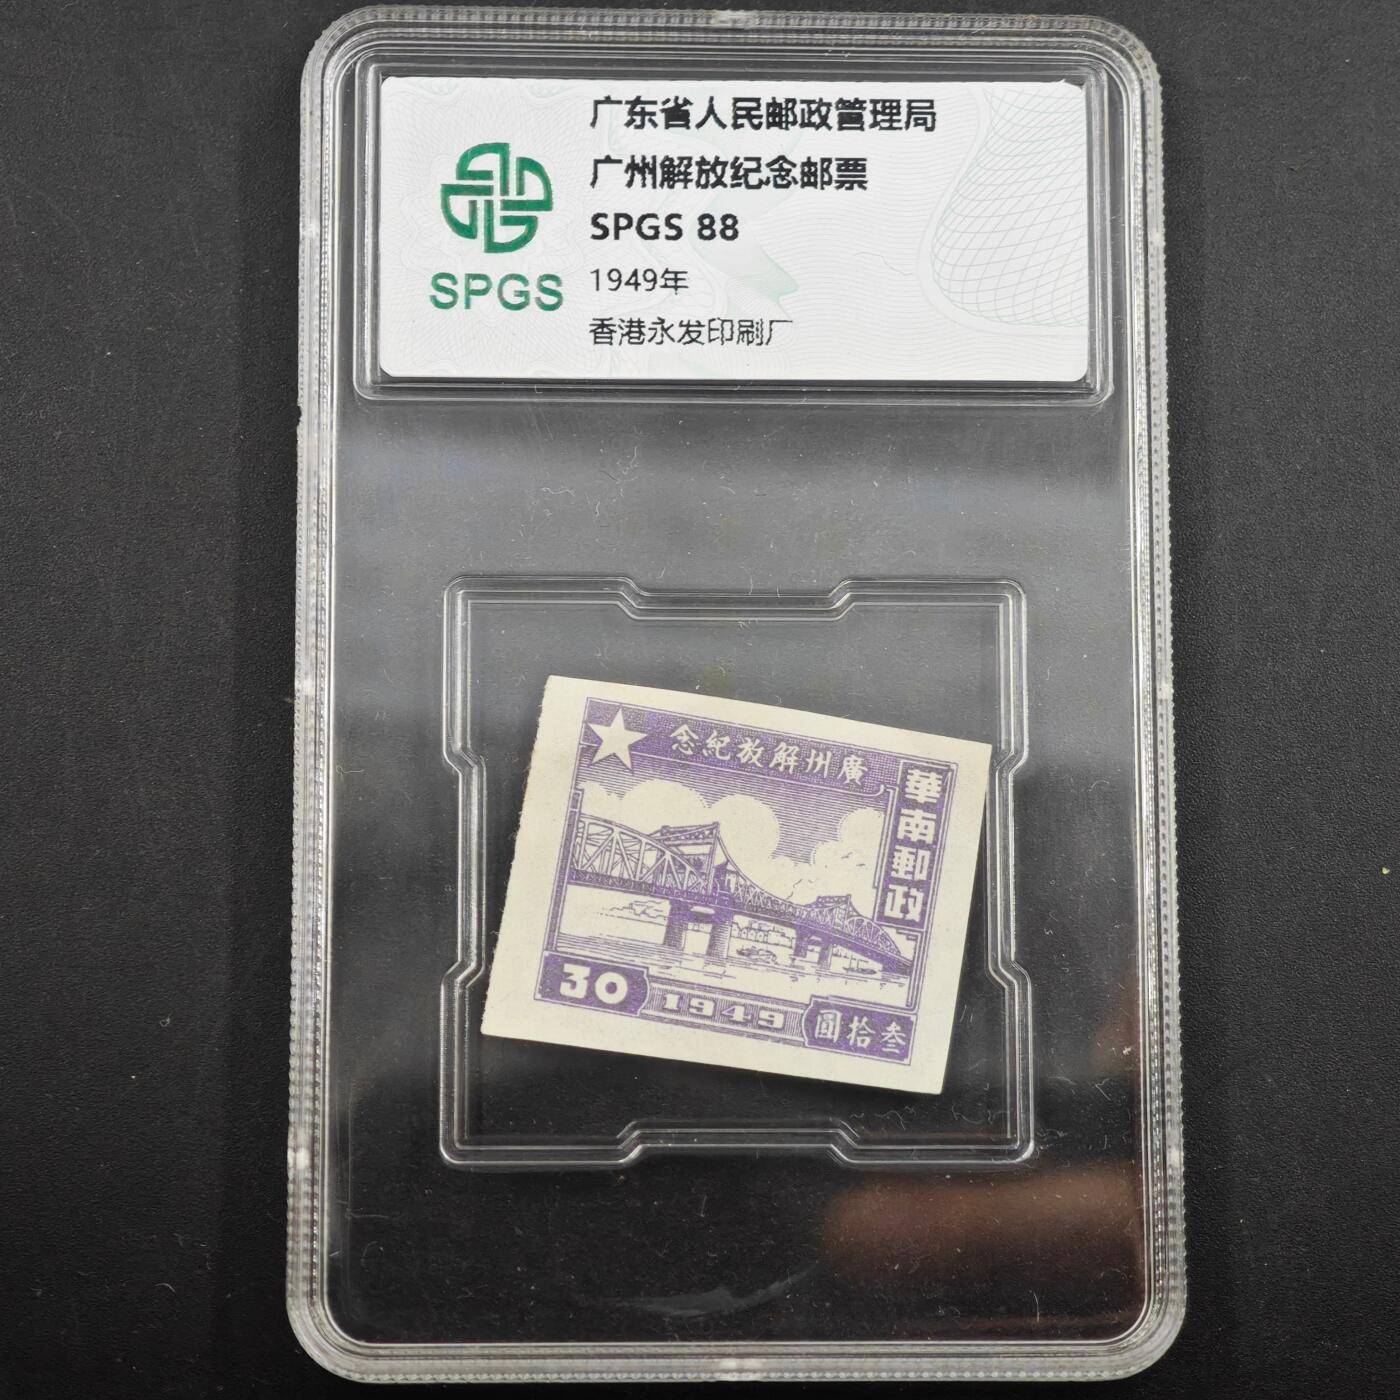 广东省人民邮政管理局
广州解放纪念邮票
SPGS 88
1949年
香港永发印刷厂
SPGS
廣州解放紀念
華南郵政
30
1949
叁拾圓